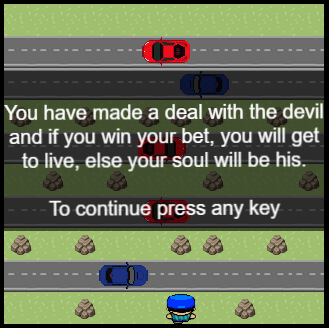 You have made a deal with the devil
and if you win your bet, you will get
to live, else your soul will be his.
To continue press any key